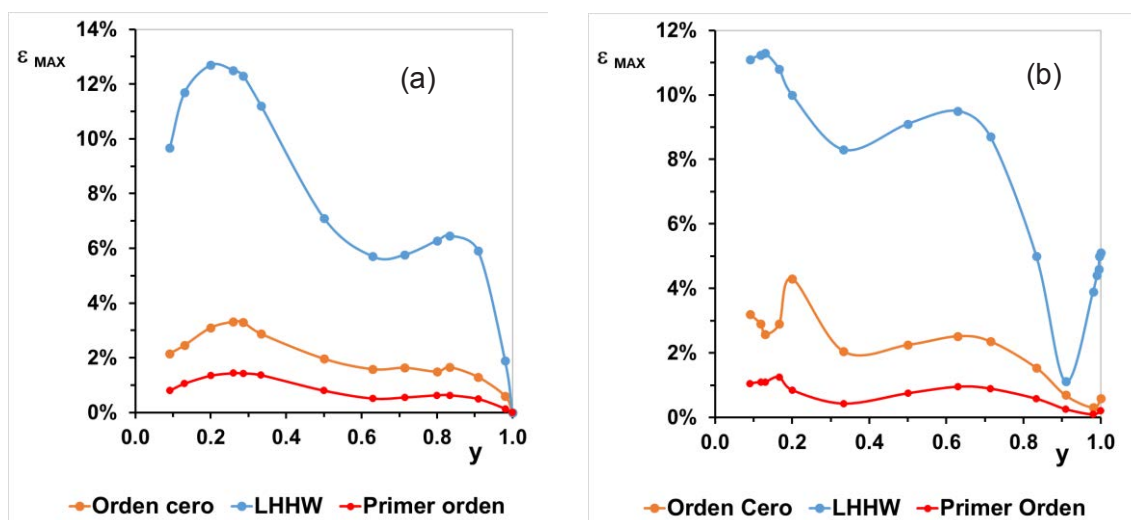 14%
ε MAX
12%
(a)
10%
8%
6%
4%
2%
0%
0.0 0.2 0.4 0.6 0.8 1.0
y
Orden cero LHHW Primer orden
12%
ε MAX
(b)
10%
8%
6%
4%
2%
0%
0.0 0.2 0.4 0.6 0.8 1.0
y
Orden Cero LHHW Primer Orden